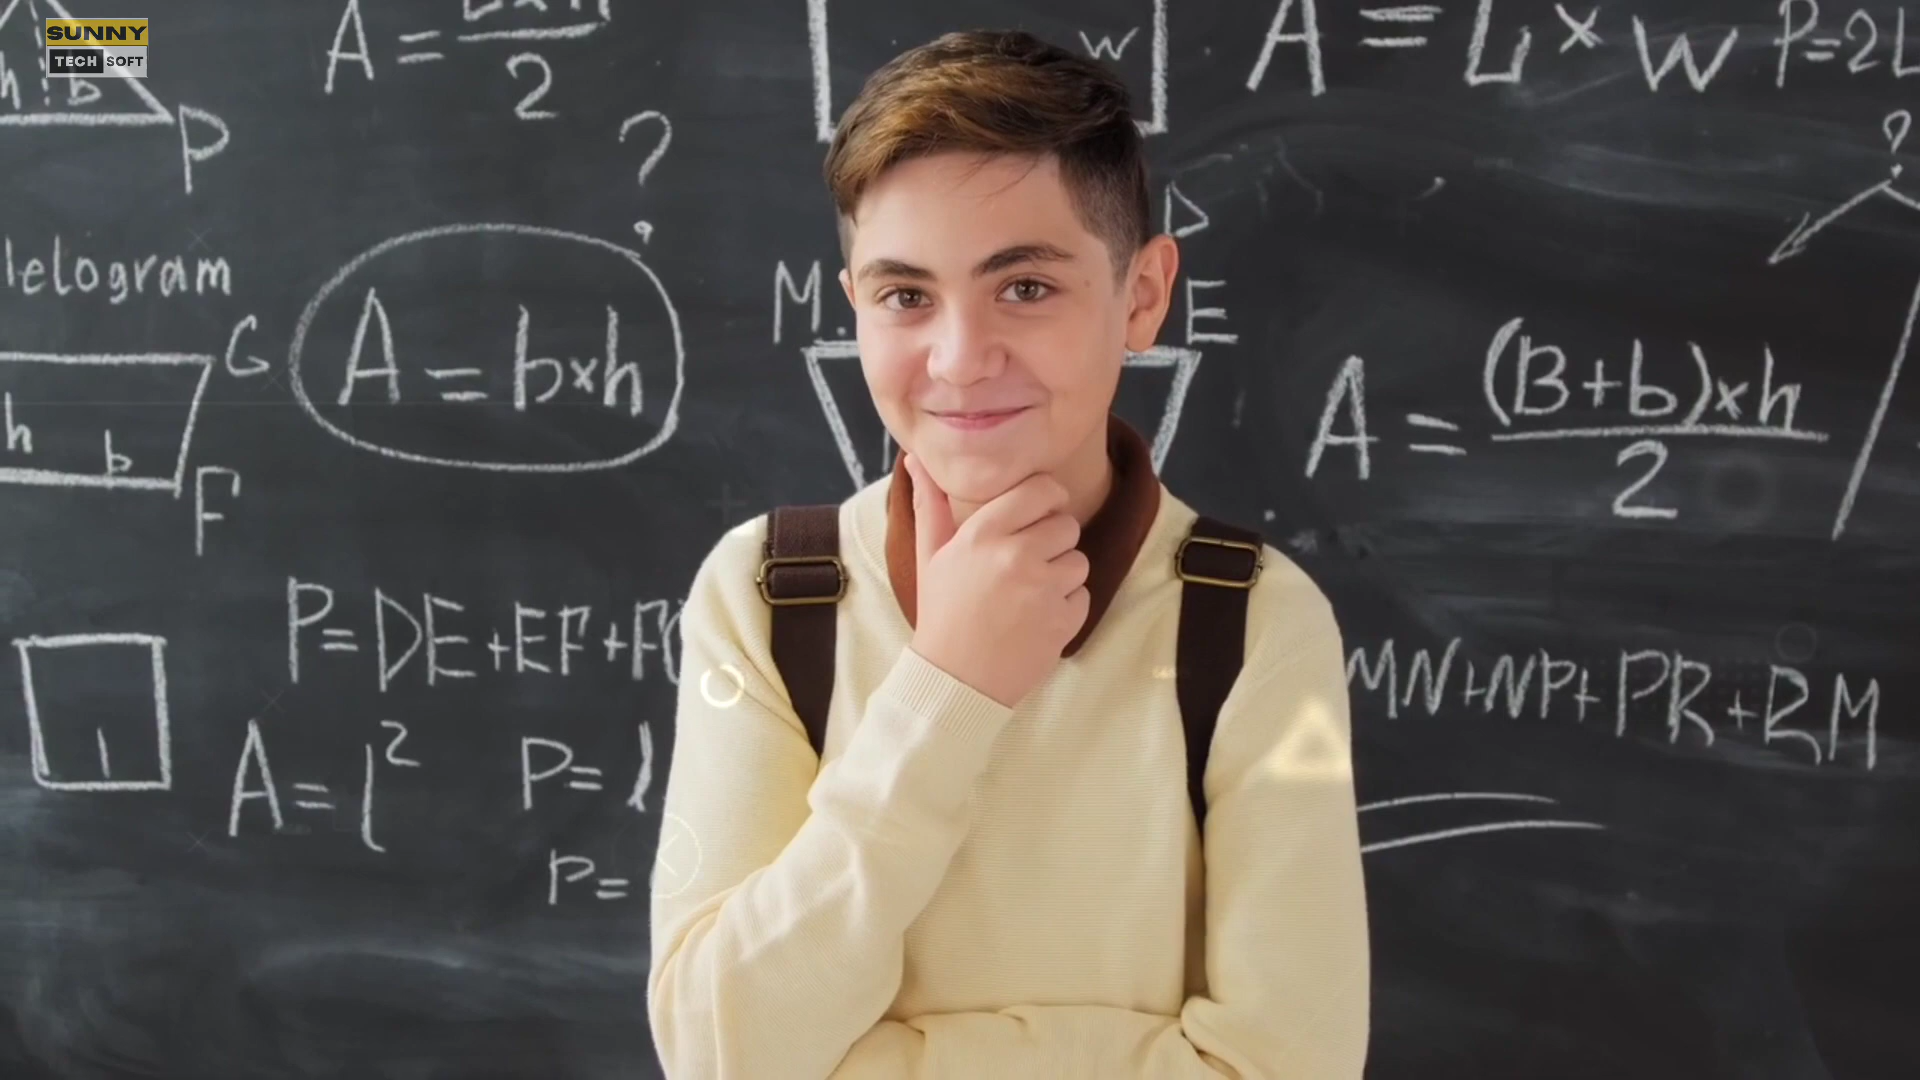 SUNNY
TECH SOFT
A = b×h
2
w
A = L × W
P=2L
h b
P
?
?
D
lelogram
G
M
E
A = b×h
A = (B+b)×h
2
h
b
F
P= DE+EF+F
MN+NP+PR+RM
l
A = l²
P= l
P=